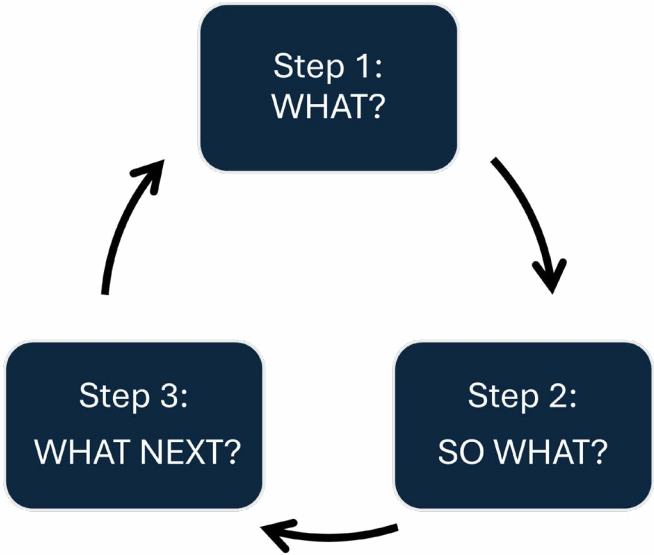 Step 1:
WHAT?
Step 2:
SO WHAT?
Step 3:
WHAT NEXT?